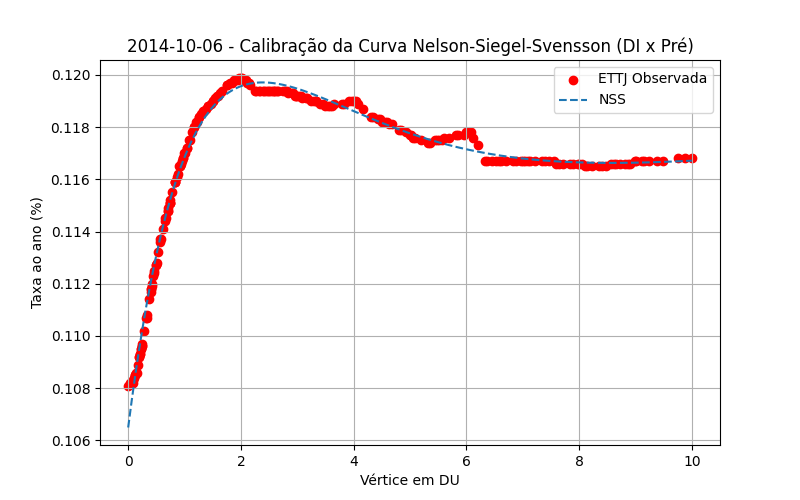 2014-10-06 - Calibração da Curva Nelson-Siegel-Svensson (DI x Pré)
ETTJ Observada
NSS
Taxa ao ano (%)
0.120
0.118
0.116
0.114
0.112
0.110
0.108
0.106
0 2 4 6 8 10
Vértice em DU